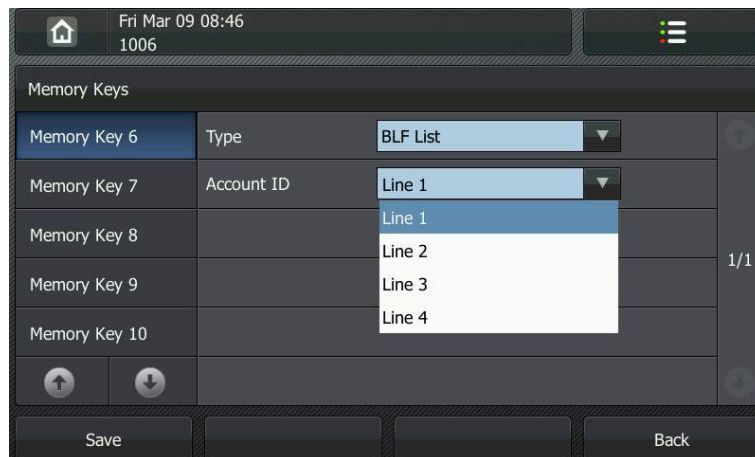 Fri Mar 09 08:46
1006
Memory Keys
Memory Key 6
Type
BLF List
Memory Key 7
Account ID
Line 1
Line 1
Memory Key 8
Line 2
1/1
Memory Key 9
Line 3
Line 4
Memory Key 10
Save
Back